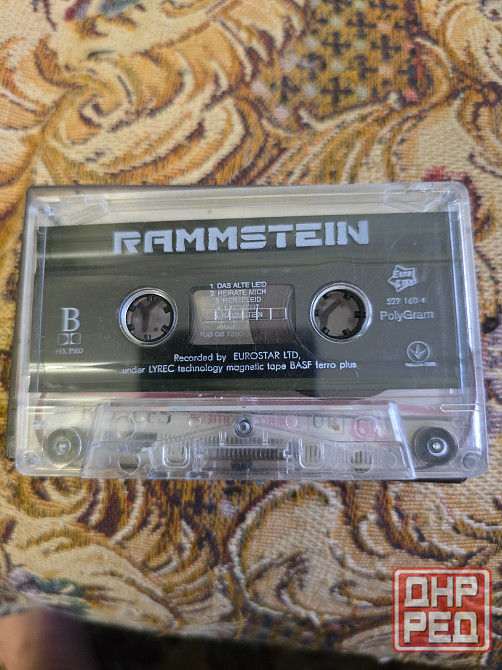 RAMMSTEIN
1. DAS ALTE LEID
2. HEIRATE MICH
3. HERZELEID
529 160-4
PolyGram
B
HX PRO
Recorded by EUROSTAR LTD,
under LYREC technology magnetic tape BASF ferro plus
ДНР
РЕД